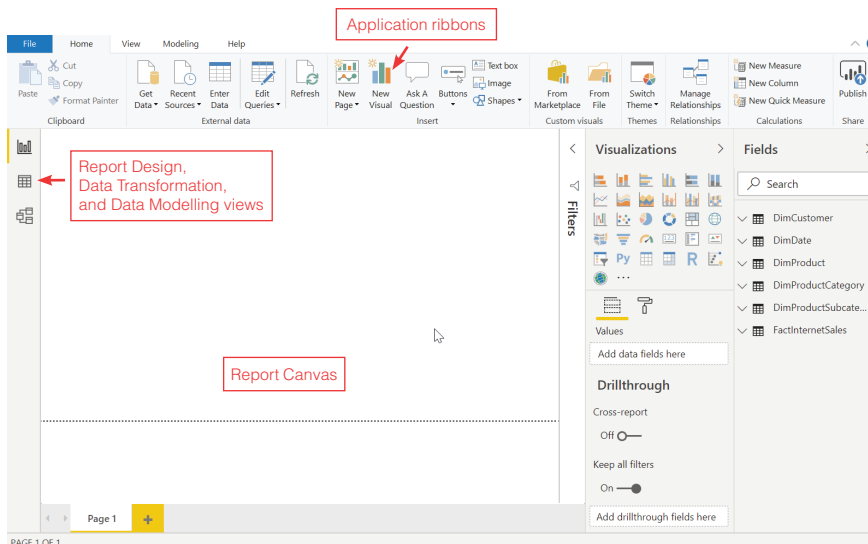 Application ribbons
File Home View Modeling Help
Cut
Copy
Format Painter
Paste
Clipboard
Get Data
Recent Sources
Enter Data
Edit Queries
Refresh
External data
New Page
New Visual
Ask A Question
Buttons
Text box
Image
Shapes
Insert
From Marketplace
From File
Custom visuals
Switch Theme
Themes
Manage Relationships
Relationships
New Measure
New Column
New Quick Measure
Calculations
Publish
Share
Report Design,
Data Transformation,
and Data Modelling views
Report Canvas
Filters
Visualizations
Py
R
Values
Add data fields here
Drillthrough
Cross-report
Off
Keep all filters
On
Add drillthrough fields here
Fields
Search
DimCustomer
DimDate
DimProduct
DimProductCategory
DimProductSubcate...
FactInternetSales
Page 1
PAGE 1 OF 1